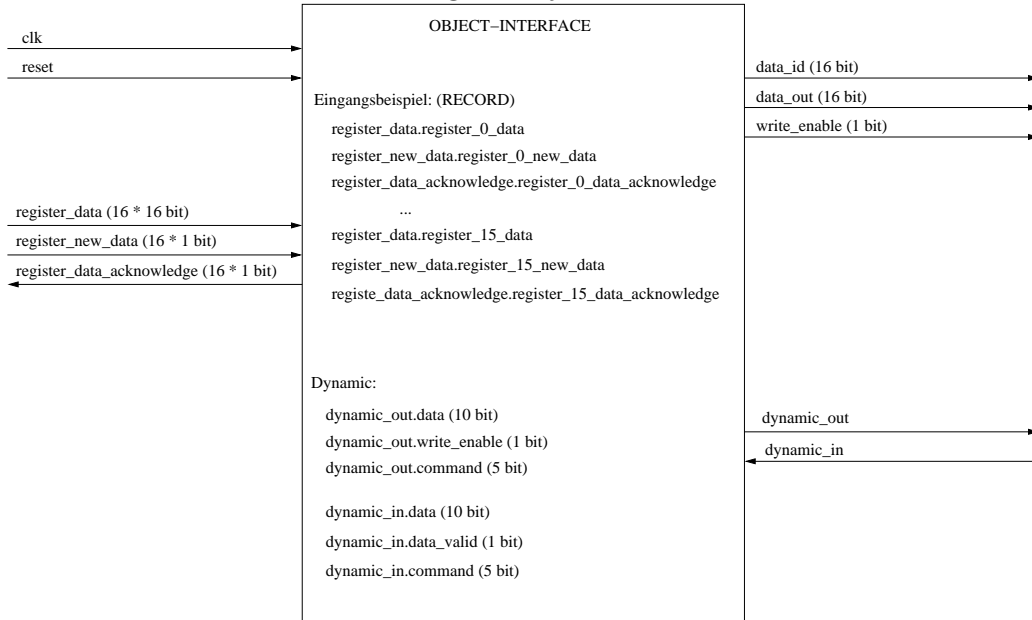 OBJECT−INTERFACE
clk
reset
data_id (16 bit)
data_out (16 bit)
write_enable (1 bit)
Eingangsbeispiel: (RECORD)
register_data.register_0_data
register_new_data.register_0_new_data
register_data_acknowledge.register_0_data_acknowledge
...
register_data.register_15_data
register_new_data.register_15_new_data
registe_data_acknowledge.register_15_data_acknowledge
register_data (16 * 16 bit)
register_new_data (16 * 1 bit)
register_data_acknowledge (16 * 1 bit)
Dynamic:
dynamic_out.data (10 bit)
dynamic_out.write_enable (1 bit)
dynamic_out.command (5 bit)
dynamic_in.data (10 bit)
dynamic_in.data_valid (1 bit)
dynamic_in.command (5 bit)
dynamic_out
dynamic_in